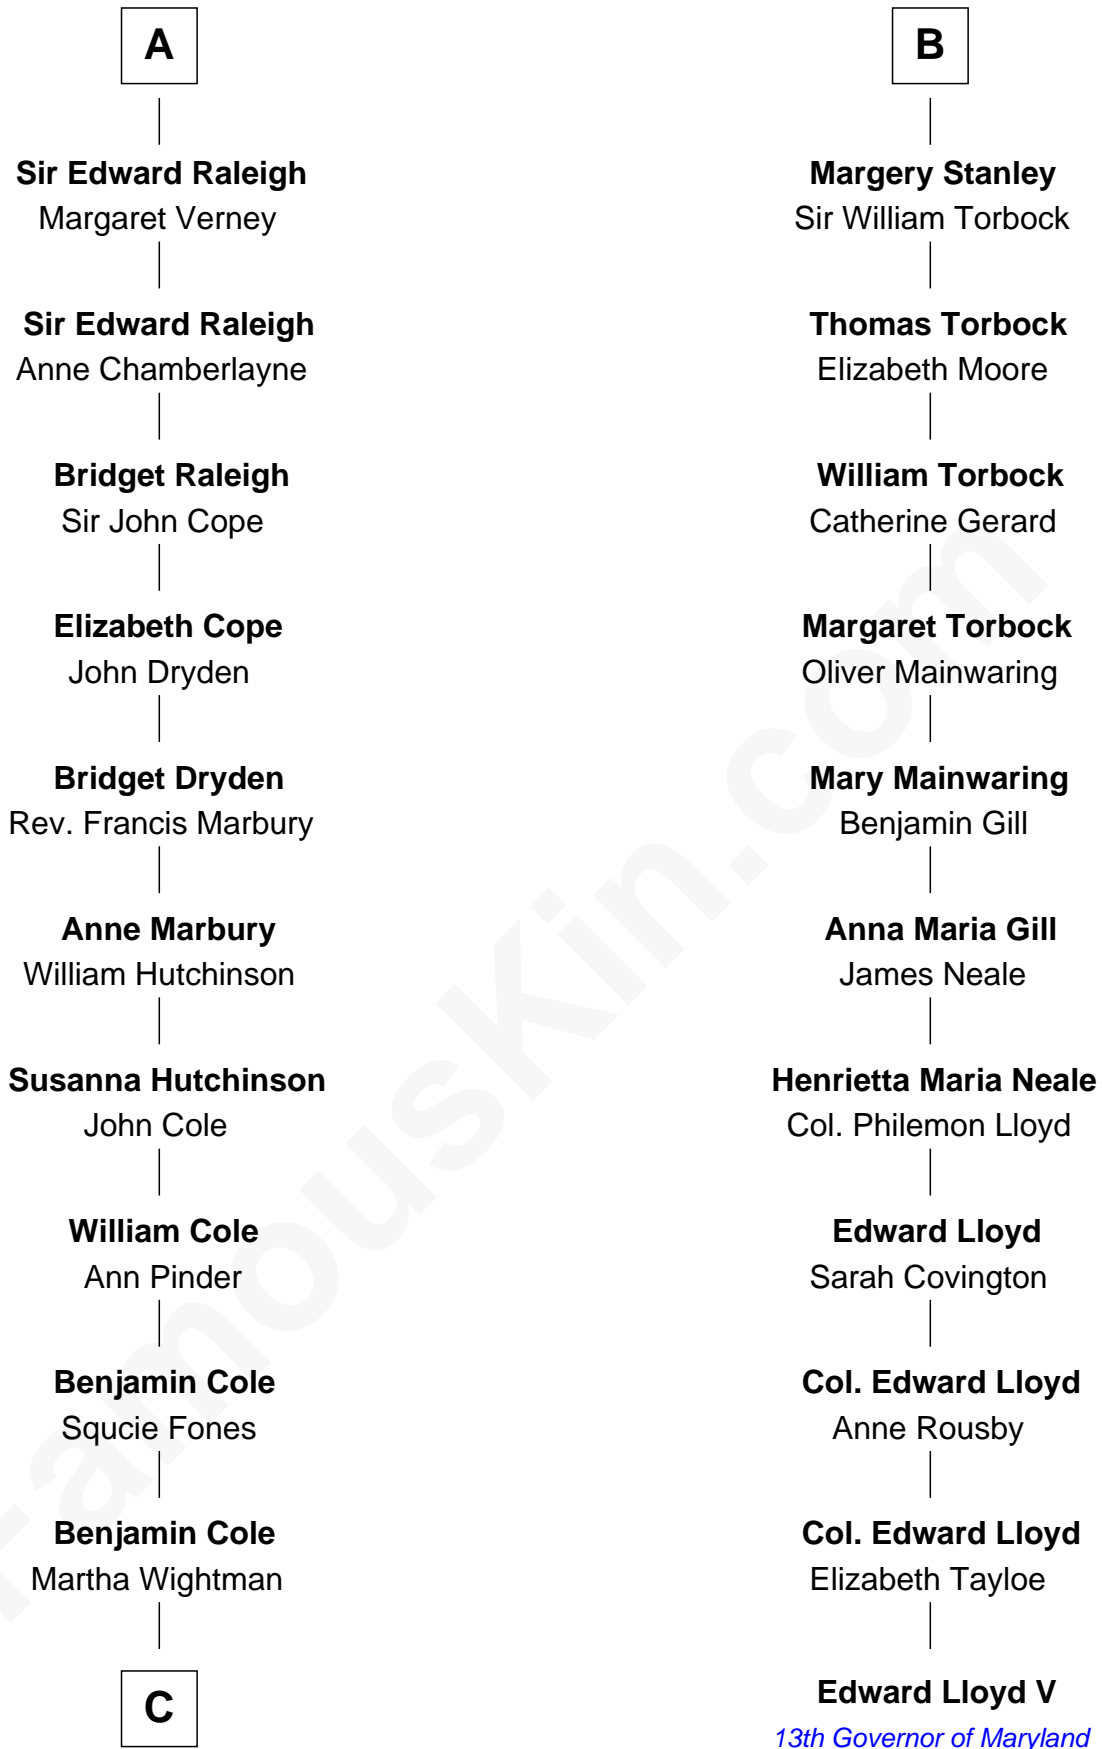 A
Sir Edward Raleigh
Margaret Verney
Sir Edward Raleigh
Anne Chamberlayne
Bridget Raleigh
Sir John Cope
Elizabeth Cope
John Dryden
Bridget Dryden
Rev. Francis Marbury
Anne Marbury
William Hutchinson
Susanna Hutchinson
John Cole
William Cole
Ann Pinder
Benjamin Cole
Squcie Fones
Benjamin Cole
Martha Wightman
C
B
Margery Stanley
Sir William Torbock
Thomas Torbock
Elizabeth Moore
William Torbock
Catherine Gerard
Margaret Torbock
Oliver Mainwaring
Mary Mainwaring
Benjamin Gill
Anna Maria Gill
James Neale
Henrietta Maria Neale
Col. Philemon Lloyd
Edward Lloyd
Sarah Covington
Col. Edward Lloyd
Anne Rousby
Col. Edward Lloyd
Elizabeth Tayloe
Edward Lloyd V
13th Governor of Maryland
FamousKin.com